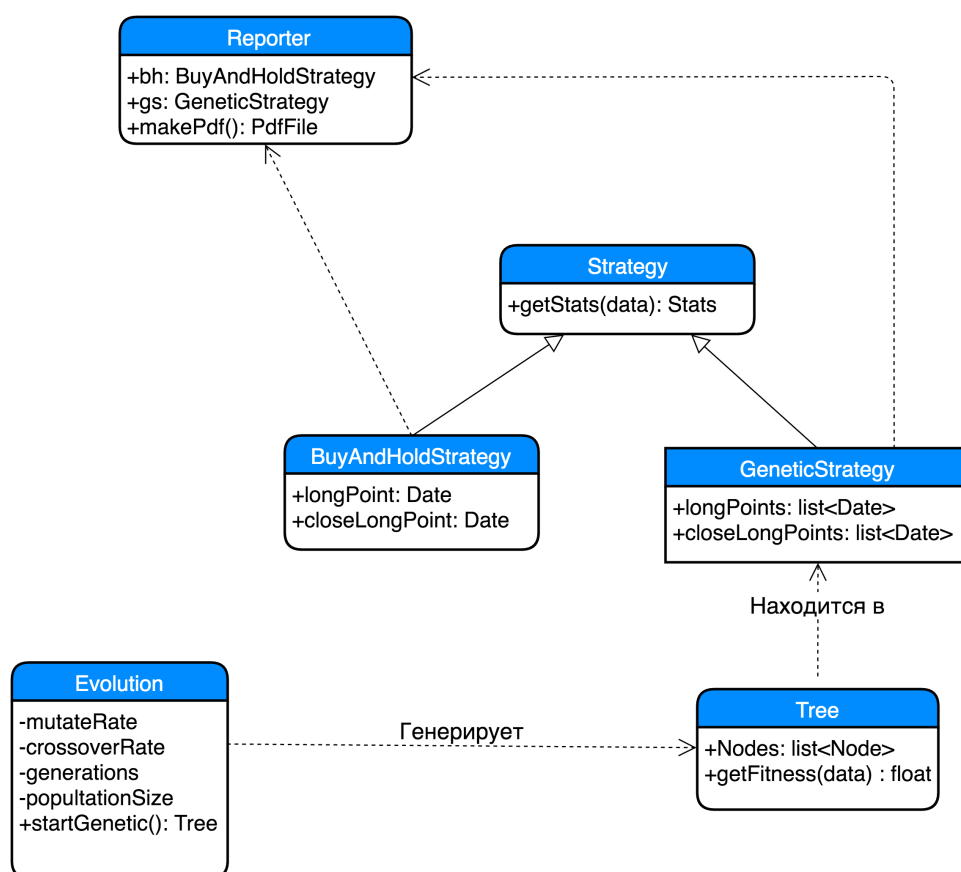 Reporter
+bh: BuyAndHoldStrategy
+gs: GeneticStrategy
+makePdf(): PdfFile
Strategy
+getStats(data): Stats
BuyAndHoldStrategy
+longPoint: Date
+closeLongPoint: Date
GeneticStrategy
+longPoints: list<Date>
+closeLongPoints: list<Date>
Находится в
Evolution
-mutateRate
-crossoverRate
-generations
-popultationSize
+startGenetic(): Tree
Генерирует
Tree
+Nodes: list<Node>
+getFitness(data) : float